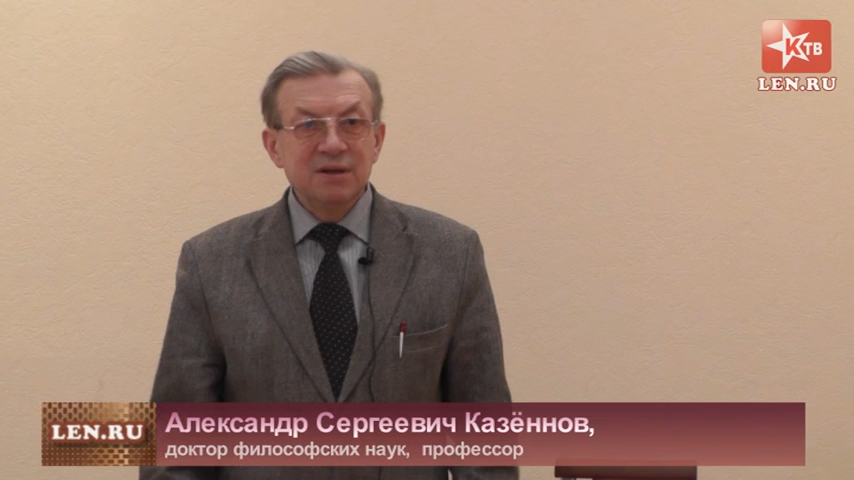 КТВ
LEN.RU
LEN.RU
Александр Сергеевич Казённов,
доктор философских наук, профессор